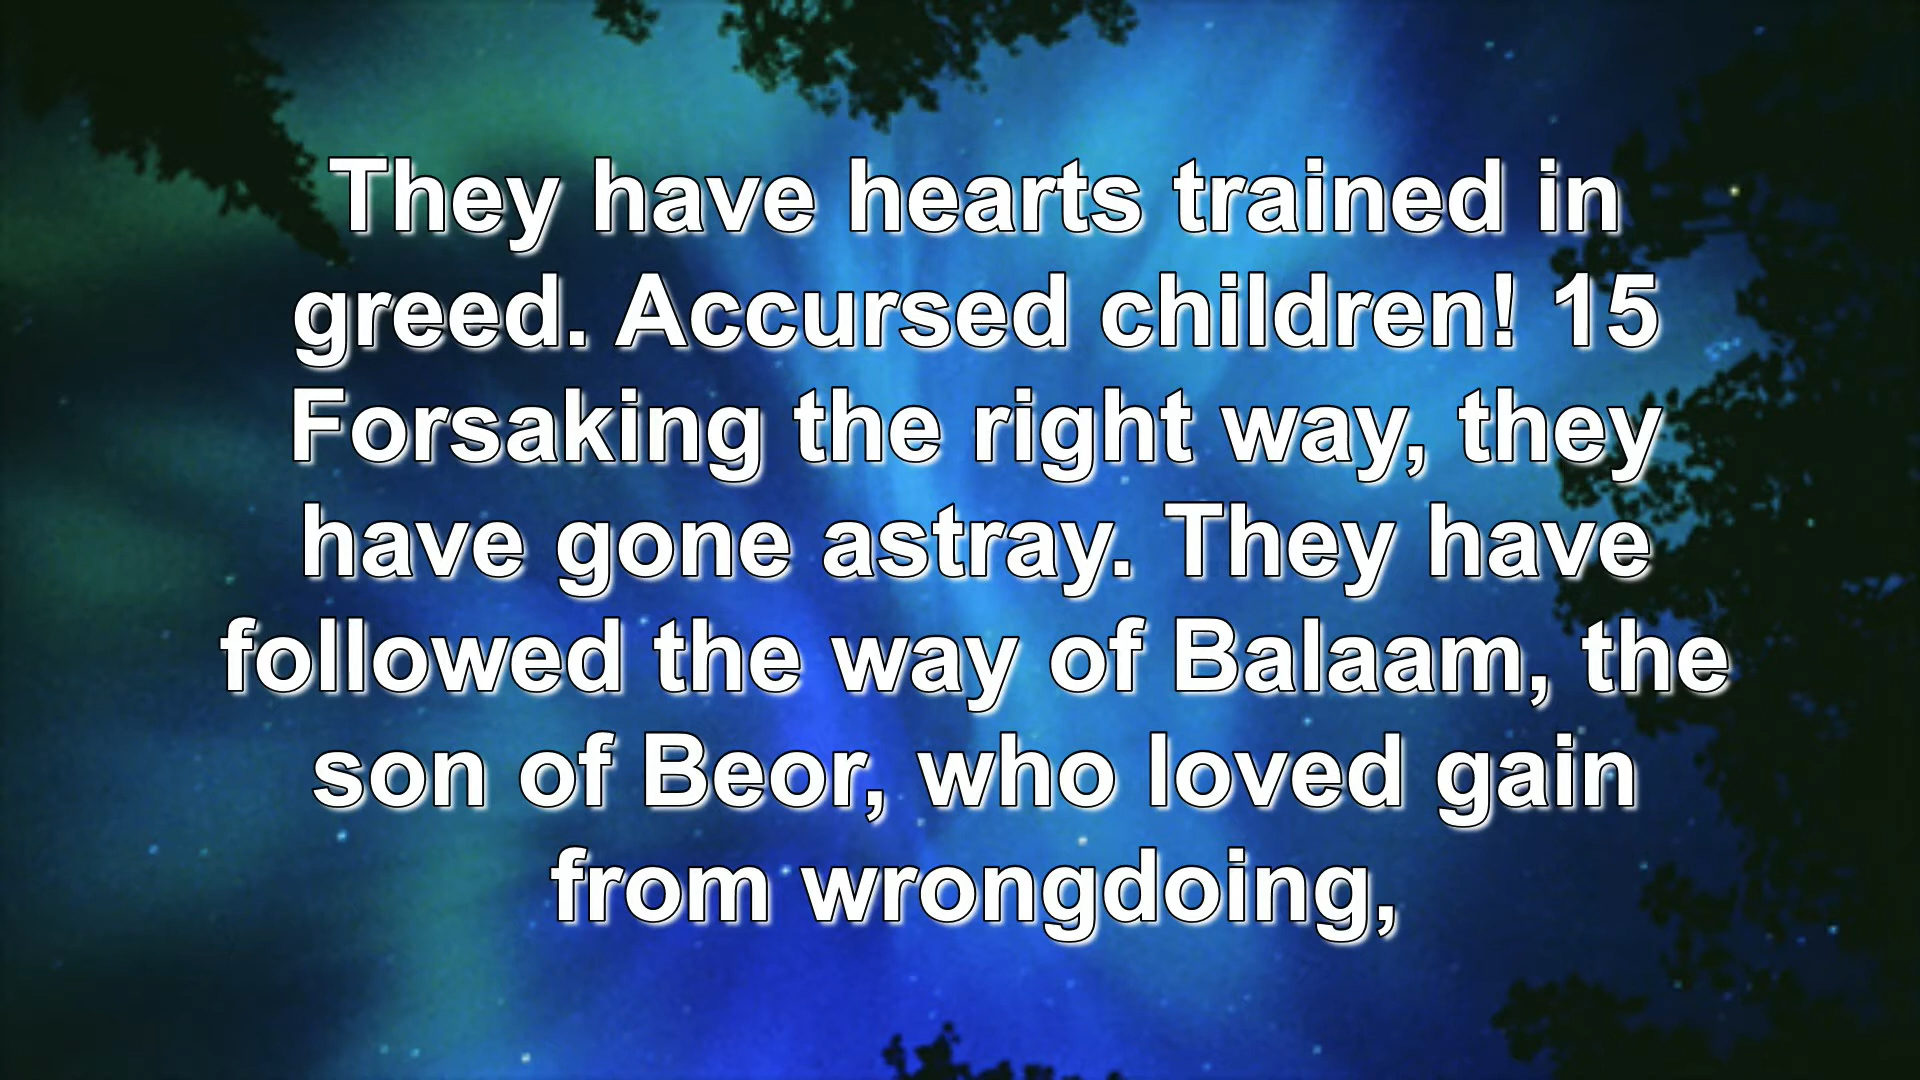 They have hearts trained in
greed. Accursed children! 15
Forsaking the right way, they
have gone astray. They have
followed the way of Balaam, the
son of Beor, who loved gain
from wrongdoing,